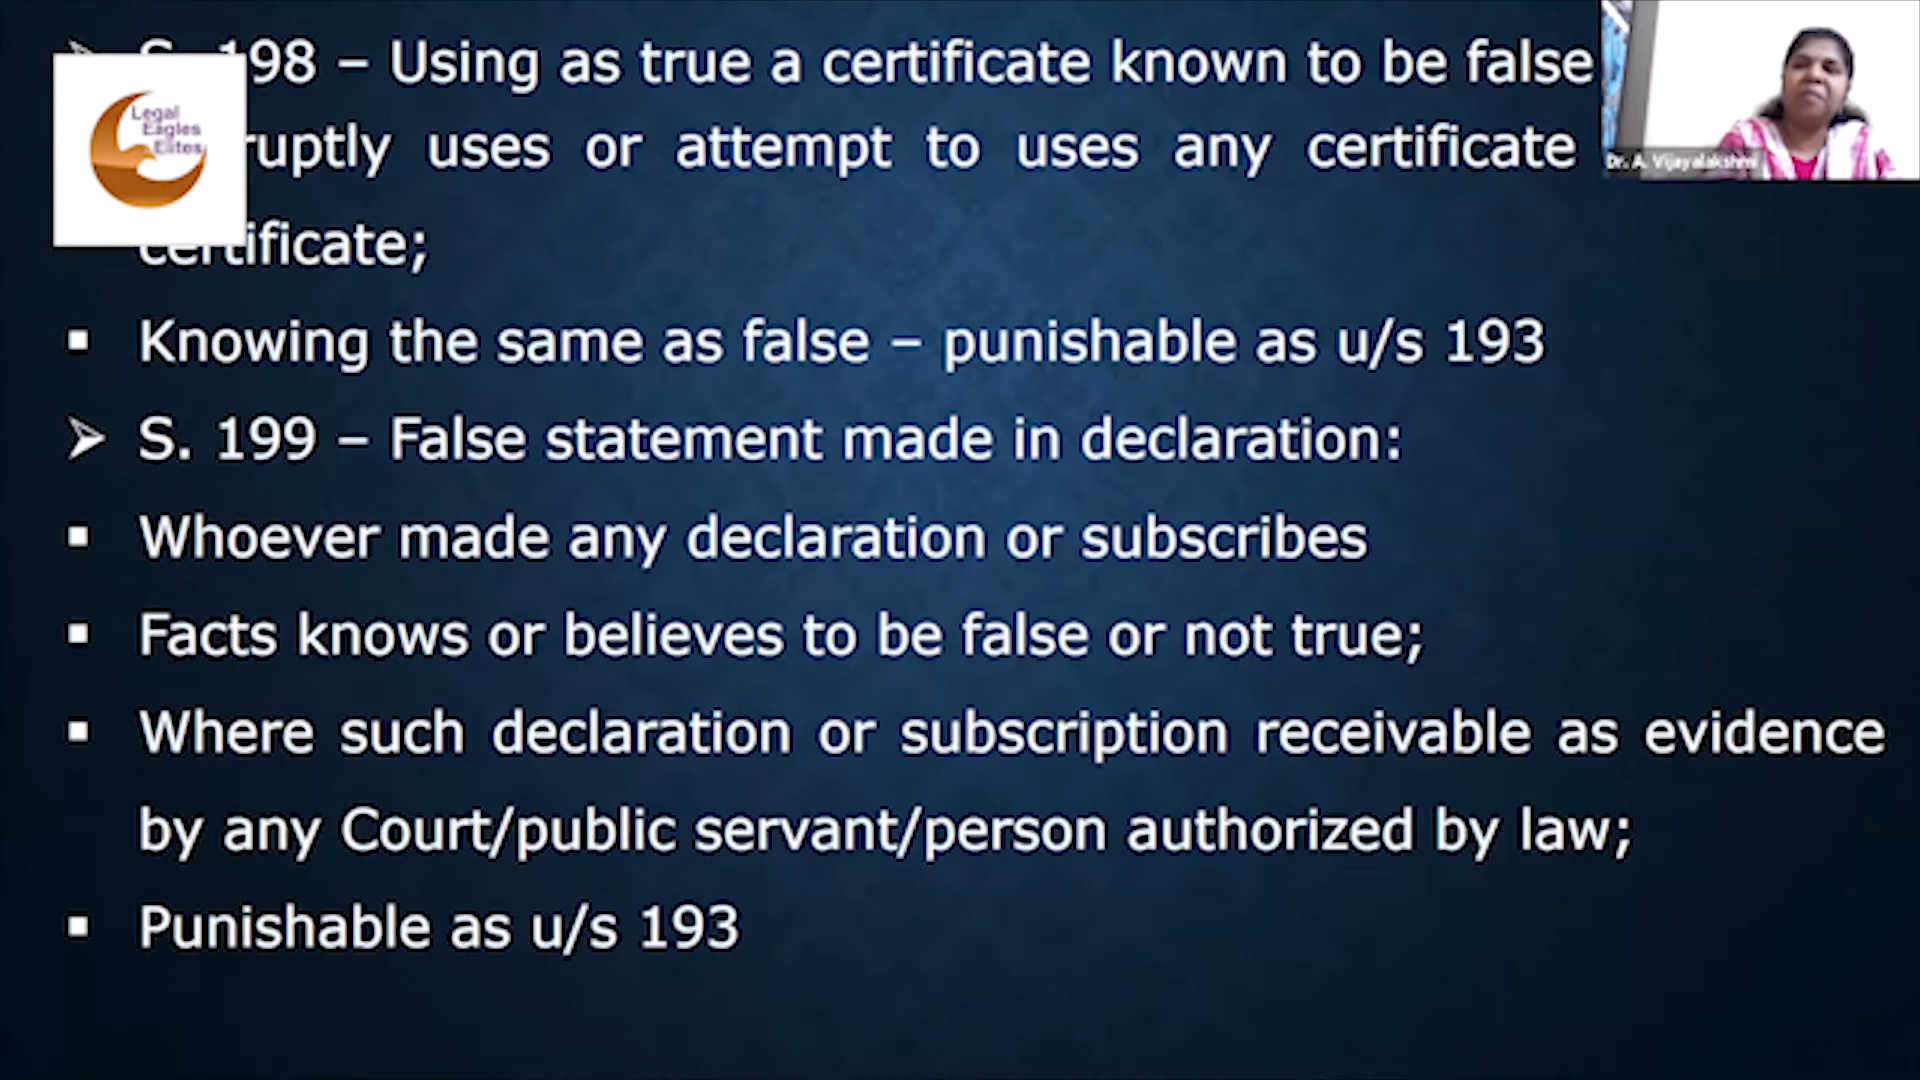 S. 198 – Using as true a certificate known to be false
ruptly uses or attempt to uses any certificate
certificate;
Knowing the same as false – punishable as u/s 193
S. 199 – False statement made in declaration:
Whoever made any declaration or subscribes
Facts knows or believes to be false or not true;
Where such declaration or subscription receivable as evidence
by any Court/public servant/person authorized by law;
Punishable as u/s 193
Legal
Eagles
Elites
Dr. A. Vijayalakshmi